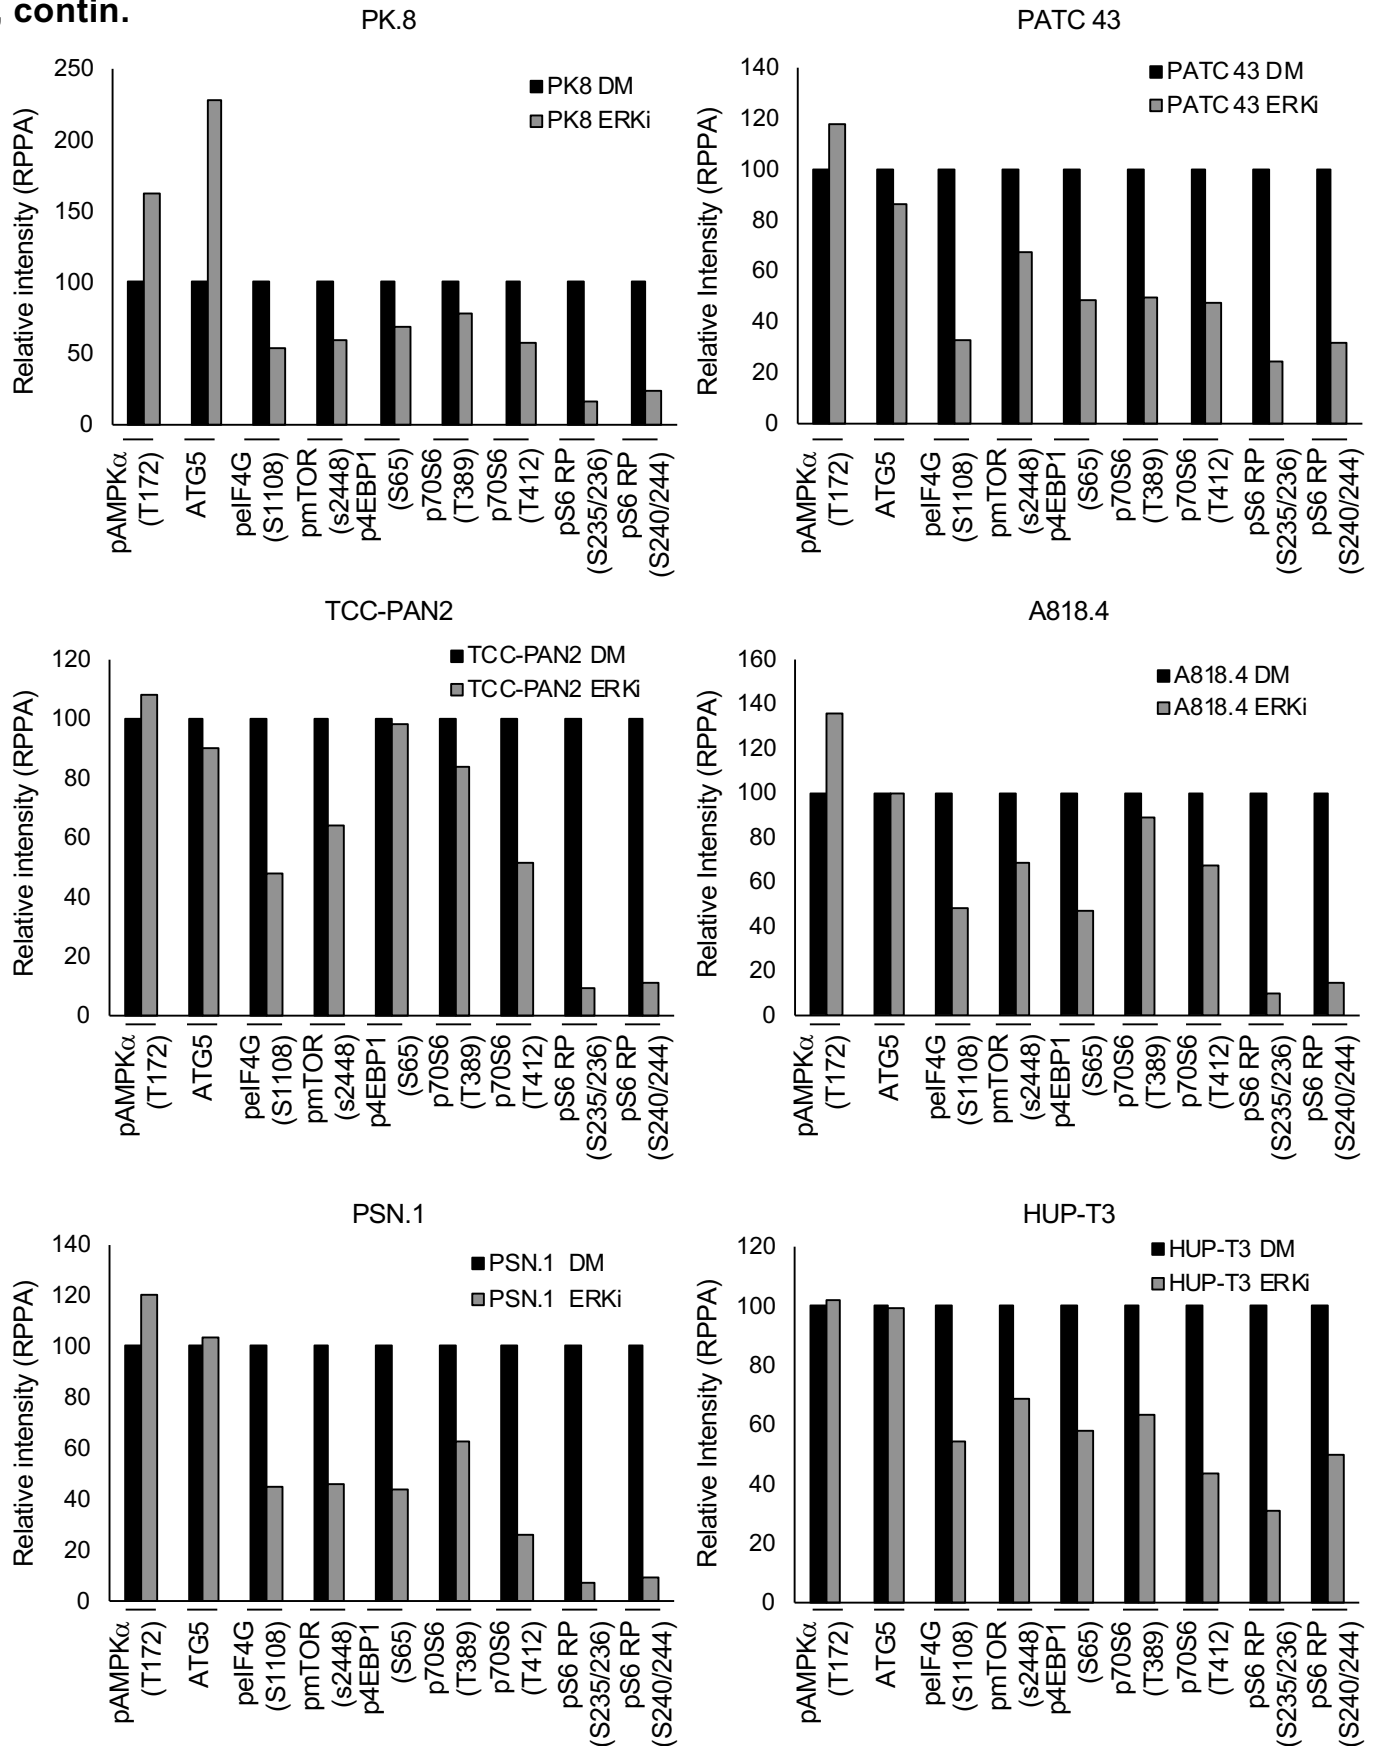 , contin.
PK.8
Relative intensity (RPPA)
250
200
150
100
50
0
PK8 DM
PK8 ERKi
pAMPKα
(T172)
ATG5
peIF4G
(S1108)
pmTOR
(s2448)
p4EBP1
(S65)
p70S6
(T389)
p70S6
(T412)
pS6 RP
(S235/236)
pS6 RP
(S240/244)
PATC 43
Relative Intensity (RPPA)
140
120
100
80
60
40
20
0
PATC 43 DM
PATC 43 ERKi
pAMPKα
(T172)
ATG5
peIF4G
(S1108)
pmTOR
(s2448)
p4EBP1
(S65)
p70S6
(T389)
p70S6
(T412)
pS6 RP
(S235/236)
pS6 RP
(S240/244)
TCC-PAN2
Relative intensity (RPPA)
120
100
80
60
40
20
0
TCC-PAN2 DM
TCC-PAN2 ERKi
pAMPKα
(T172)
ATG5
peIF4G
(S1108)
pmTOR
(s2448)
p4EBP1
(S65)
p70S6
(T389)
p70S6
(T412)
pS6 RP
(S235/236)
pS6 RP
(S240/244)
A818.4
Relative Intensity (RPPA)
160
140
120
100
80
60
40
20
0
A818.4 DM
A818.4 ERKi
pAMPKα
(T172)
ATG5
peIF4G
(S1108)
pmTOR
(s2448)
p4EBP1
(S65)
p70S6
(T389)
p70S6
(T412)
pS6 RP
(S235/236)
pS6 RP
(S240/244)
PSN.1
Relative intensity (RPPA)
140
120
100
80
60
40
20
0
PSN.1 DM
PSN.1 ERKi
pAMPKα
(T172)
ATG5
peIF4G
(S1108)
pmTOR
(s2448)
p4EBP1
(S65)
p70S6
(T389)
p70S6
(T412)
pS6 RP
(S235/236)
pS6 RP
(S240/244)
HUP-T3
Relative Intensity (RPPA)
120
100
80
60
40
20
0
HUP-T3 DM
HUP-T3 ERKi
pAMPKα
(T172)
ATG5
peIF4G
(S1108)
pmTOR
(s2448)
p4EBP1
(S65)
p70S6
(T389)
p70S6
(T412)
pS6 RP
(S235/236)
pS6 RP
(S240/244)